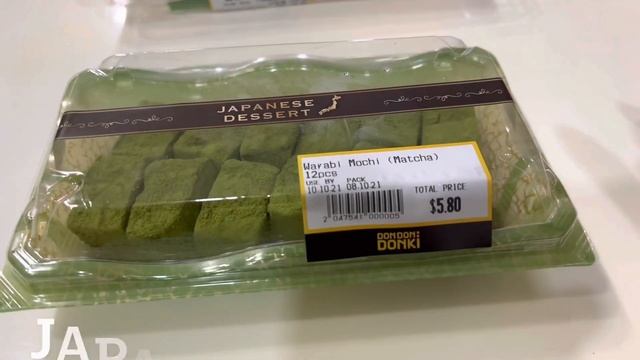 JAPANESE
DESSERT
Warabi Mochi (Matcha)
12pcs
USE BY PACK
10.10.21 08.10.21
TOTAL PRICE
$5.80
2 047541 000005
DON DON:
DONKI
JAPA